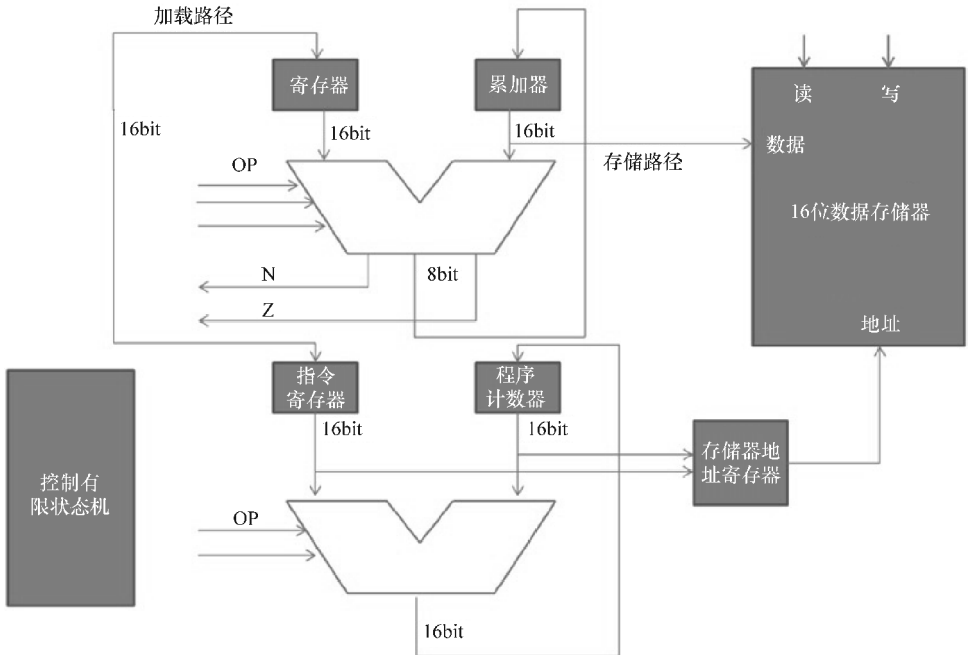 加载路径
寄存器
累加器
读
写
16bit
16bit
16bit
数据
存储路径
OP
16位数据存储器
N
8bit
Z
地址
指令
寄存器
程序
计数器
16bit
16bit
存储器地
址寄存器
控制有
限状态机
OP
16bit